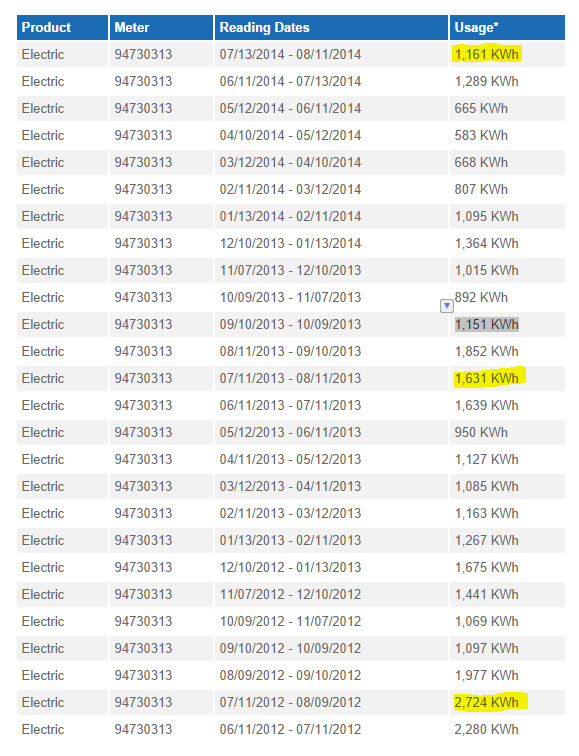 Product Meter Reading Dates Usage*
Electric 94730313 07/13/2014 - 08/11/2014 1,161 KWh
Electric 94730313 06/11/2014 - 07/13/2014 1,289 KWh
Electric 94730313 05/12/2014 - 06/11/2014 665 KWh
Electric 94730313 04/10/2014 - 05/12/2014 583 KWh
Electric 94730313 03/12/2014 - 04/10/2014 668 KWh
Electric 94730313 02/11/2014 - 03/12/2014 807 KWh
Electric 94730313 01/13/2014 - 02/11/2014 1,095 KWh
Electric 94730313 12/10/2013 - 01/13/2014 1,364 KWh
Electric 94730313 11/07/2013 - 12/10/2013 1,015 KWh
Electric 94730313 10/09/2013 - 11/07/2013 892 KWh
Electric 94730313 09/10/2013 - 10/09/2013 1,151 KWh
Electric 94730313 08/11/2013 - 09/10/2013 1,852 KWh
Electric 94730313 07/11/2013 - 08/11/2013 1,631 KWh
Electric 94730313 06/11/2013 - 07/11/2013 1,639 KWh
Electric 94730313 05/12/2013 - 06/11/2013 950 KWh
Electric 94730313 04/11/2013 - 05/12/2013 1,127 KWh
Electric 94730313 03/12/2013 - 04/11/2013 1,085 KWh
Electric 94730313 02/11/2013 - 03/12/2013 1,163 KWh
Electric 94730313 01/13/2013 - 02/11/2013 1,267 KWh
Electric 94730313 12/10/2012 - 01/13/2013 1,675 KWh
Electric 94730313 11/07/2012 - 12/10/2012 1,441 KWh
Electric 94730313 10/09/2012 - 11/07/2012 1,069 KWh
Electric 94730313 09/10/2012 - 10/09/2012 1,097 KWh
Electric 94730313 08/09/2012 - 09/10/2012 1,977 KWh
Electric 94730313 07/11/2012 - 08/09/2012 2,724 KWh
Electric 94730313 06/11/2012 - 07/11/2012 2,280 KWh